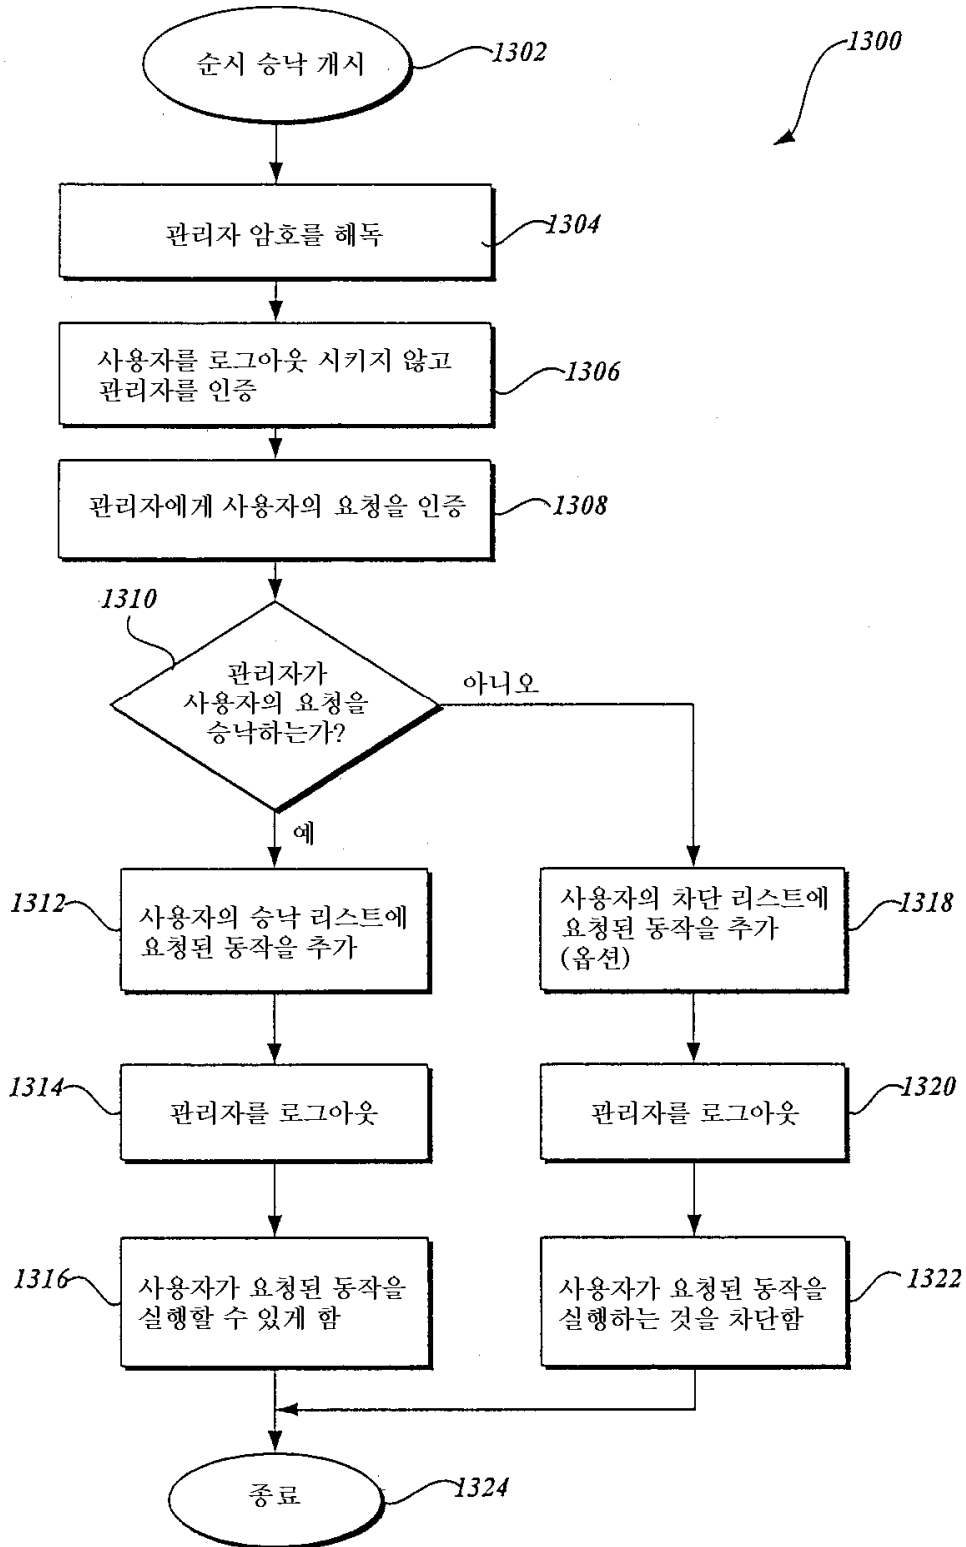 순시 승낙 개시
1302
1300
관리자 암호를 해독
1304
사용자를 로그아웃 시키지 않고
관리자를 인증
1306
관리자에게 사용자의 요청을 인증
1308
1310
관리자가
사용자의 요청을
승낙하는가?
아니오
예
1312
사용자의 승낙 리스트에
요청된 동작을 추가
사용자의 차단 리스트에
요청된 동작을 추가
(옵션)
1318
1314
관리자를 로그아웃
관리자를 로그아웃
1320
1316
사용자가 요청된 동작을
실행할 수 있게 함
사용자가 요청된 동작을
실행하는 것을 차단함
1322
종료
1324